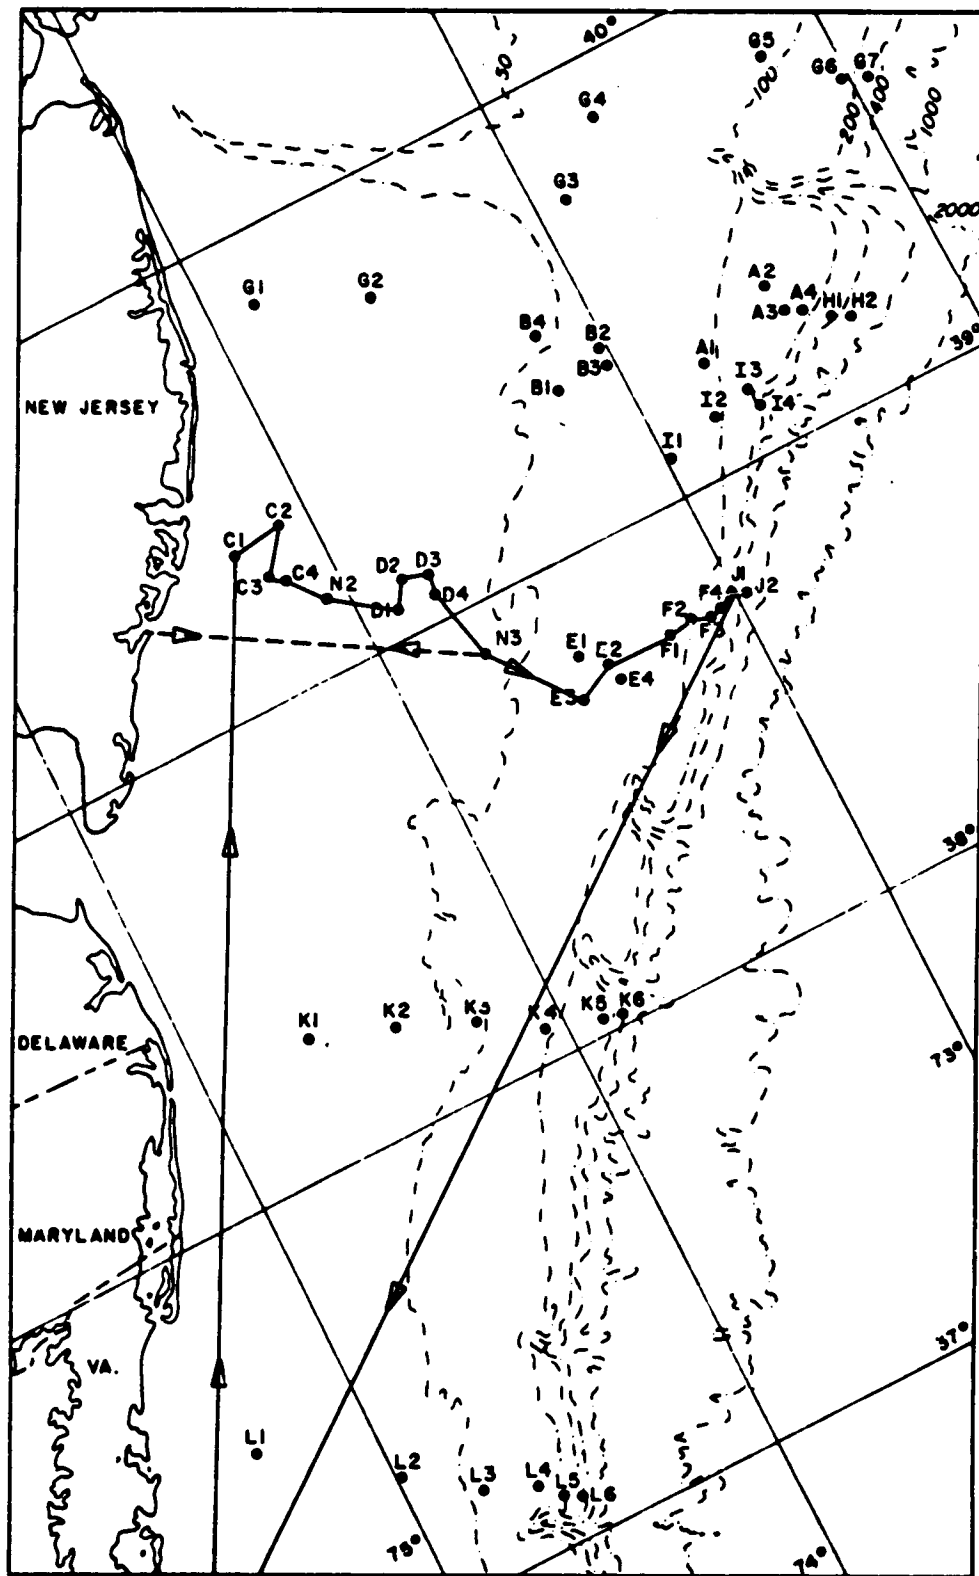 40°
G5
G6
G7
50
100
G4
200
400
1000
G3
2000
A2
G1
G2
A3
A4
H1/H2
B4
B2
39°
B3
A1
B1
I3
NEW JERSEY
I2
I4
I1
C2
C1
C3
C4
N2
D2
D3
D1
D4
J1
J2
F4
F2
F3
F1
N3
E1
E2
E4
E3
38°
K1
K2
K3
K4
K5
K6
DELAWARE
73°
MARYLAND
37°
VA.
L1
L2
L3
L4
L5
L6
75°
74°